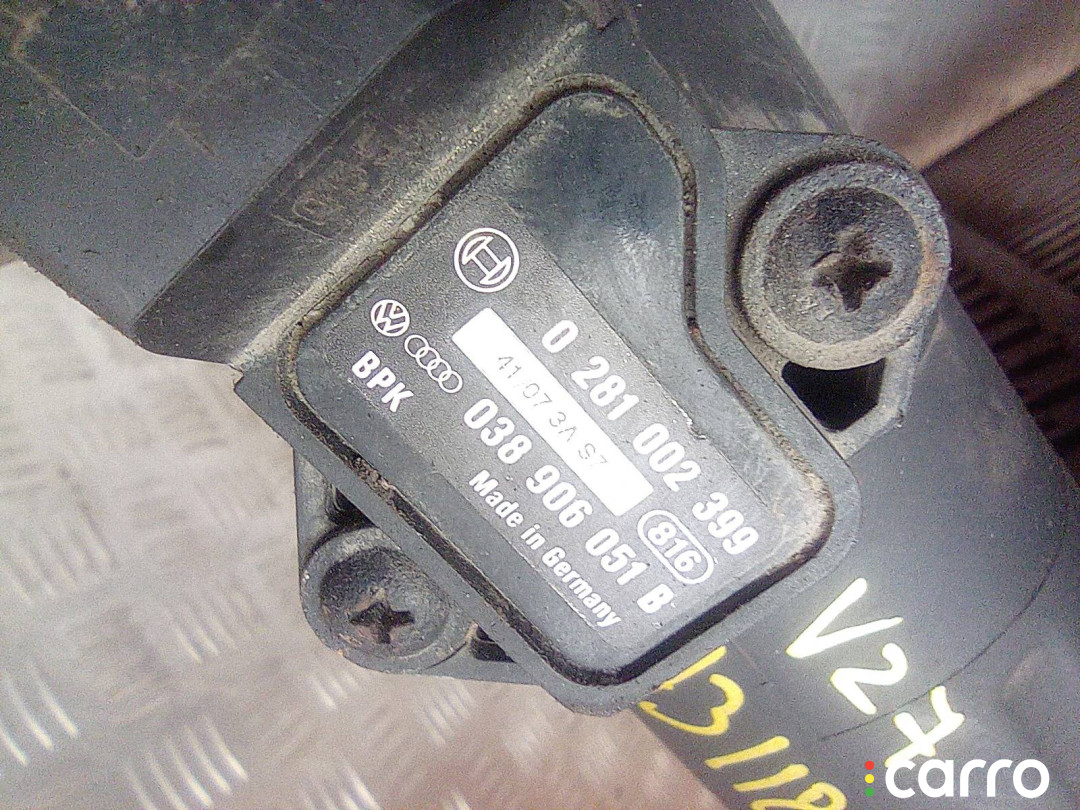 0 281 002 399
41 07 3A S7
816
BPK
038 906 051 B
Made in Germany
V27
carro